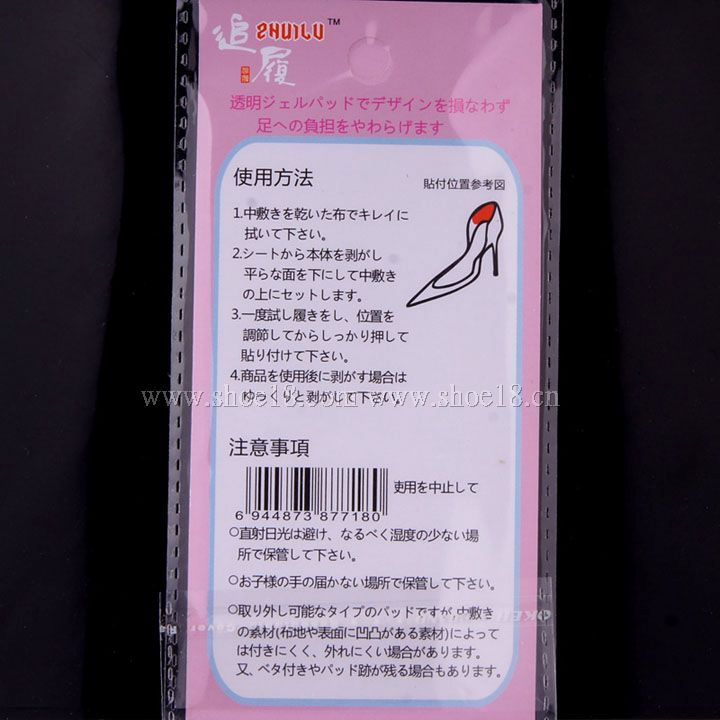 追履 ZHUILU™
透明ジェルパッドでデザインを損なわず
足への負担をやわらげます
使用方法
貼付位置参考図
1.中敷きを乾いた布でキレイに
拭いて下さい。
2.シートから本体を剥がし
平らな面を下にして中敷き
の上にセットします。
3.一度試し履きをし、位置を
調節してからしっかり押して
貼り付けて下さい。
4.商品を使用後に剥がす場合は
ゆっくりと剥がして下さい。
www.shoe18.com www.shoe18.cn
注意事項
使用を中止して
6 944873 877180
○直射日光は避け、なるべく湿度の少ない場
所で保管して下さい。
○お子様の手の届かない場所で保管して下さい。
○取り外し可能なタイプのパッドですが,中敷き
の素材(布地や表面に凹凸がある素材)によって
は付きにくく、外れにくい場合があります。
又、ベタ付きやパッド跡が残る場合もあります。